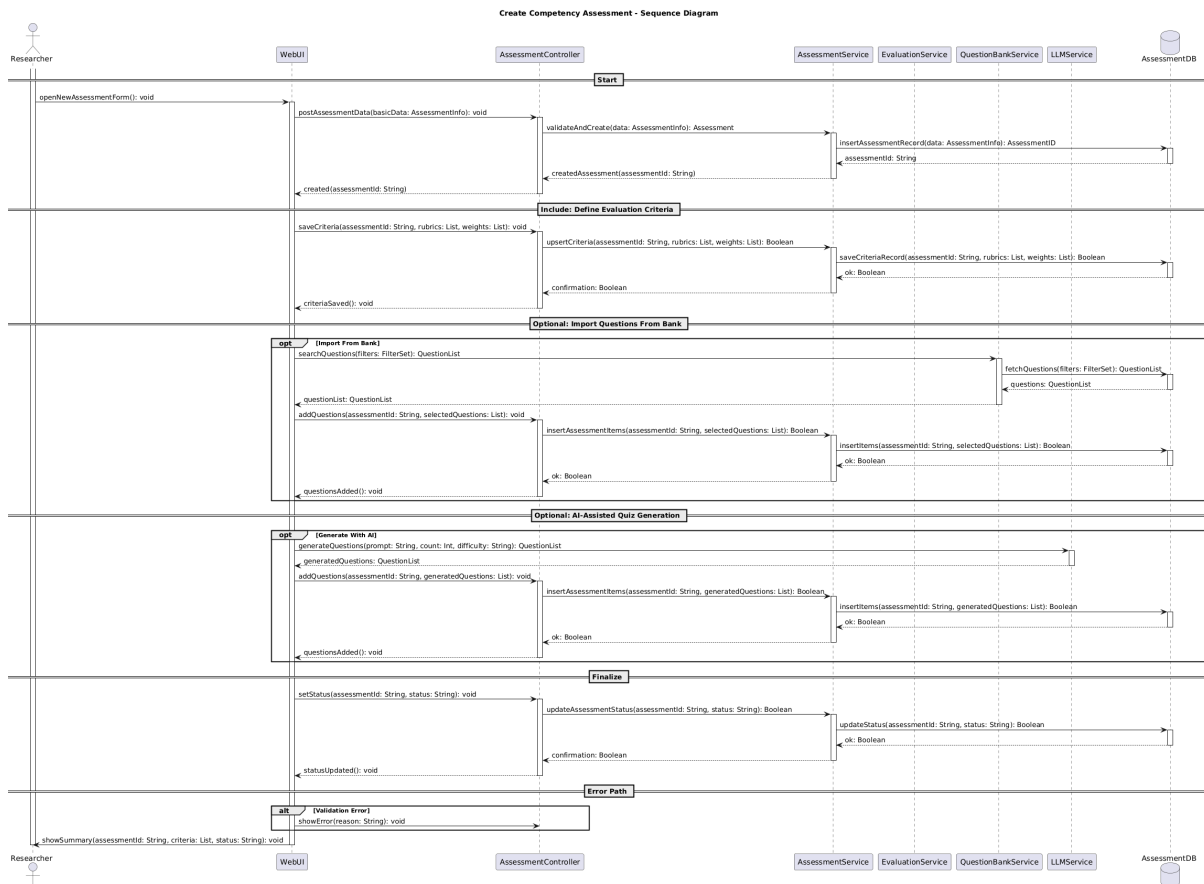 Create Competency Assessment - Sequence Diagram
Researcher
WebUI
AssessmentController
AssessmentService
EvaluationService
QuestionBankService
LLMService
AssessmentDB
Start
openNewAssessmentForm(): void
postAssessmentData(basicData: AssessmentInfo): void
validateAndCreate(data: AssessmentInfo): Assessment
insertAssessmentRecord(data: AssessmentInfo): AssessmentID
assessmentId: String
createdAssessment(assessmentId: String)
created(assessmentId: String)
Include: Define Evaluation Criteria
saveCriteria(assessmentId: String, rubrics: List, weights: List): void
upsertCriteria(assessmentId: String, rubrics: List, weights: List): Boolean
saveCriteriaRecord(assessmentId: String, rubrics: List, weights: List): Boolean
ok: Boolean
confirmation: Boolean
criteriaSaved(): void
Optional: Import Questions From Bank
opt
[Import From Bank]
searchQuestions(filters: FilterSet): QuestionList
fetchQuestions(filters: FilterSet): QuestionList
questions: QuestionList
questionList: QuestionList
addQuestions(assessmentId: String, selectedQuestions: List): void
insertAssessmentItems(assessmentId: String, selectedQuestions: List): Boolean
insertItems(assessmentId: String, selectedQuestions: List): Boolean
ok: Boolean
ok: Boolean
questionsAdded(): void
Optional: AI-Assisted Quiz Generation
opt
[Generate With AI]
generateQuestions(prompt: String, count: Int, difficulty: String): QuestionList
generatedQuestions: QuestionList
addQuestions(assessmentId: String, generatedQuestions: List): void
insertAssessmentItems(assessmentId: String, generatedQuestions: List): Boolean
insertItems(assessmentId: String, generatedQuestions: List): Boolean
ok: Boolean
ok: Boolean
questionsAdded(): void
Finalize
setStatus(assessmentId: String, status: String): void
updateAssessmentStatus(assessmentId: String, status: String): Boolean
updateStatus(assessmentId: String, status: String): Boolean
ok: Boolean
confirmation: Boolean
statusUpdated(): void
Error Path
alt
[Validation Error]
showError(reason: String): void
showSummary(assessmentId: String, criteria: List, status: String): void
Researcher
WebUI
AssessmentController
AssessmentService
EvaluationService
QuestionBankService
LLMService
AssessmentDB